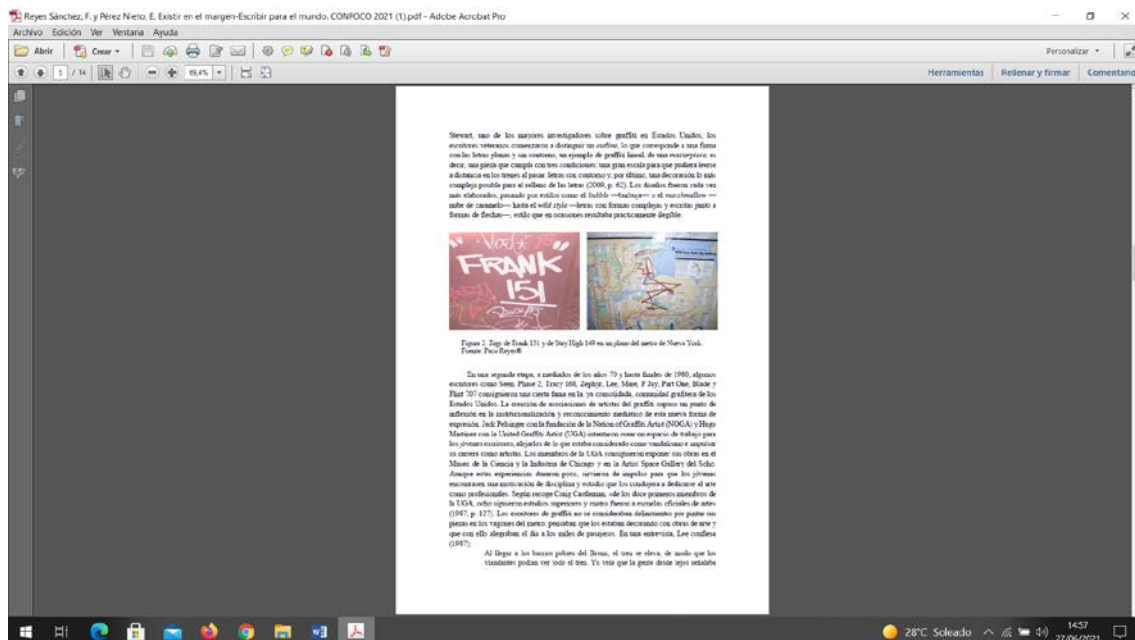 Reyes Sánchez, F. y Pérez Nieto, E. Existir en el margen-Escribir para el mundo. CONFOCO 2021 (1).pdf - Adobe Acrobat Pro
Archivo Edición Ver Ventana Ayuda
Abrir Crear Personalizar
5 / 14 89,4% Herramientas Rellenar y firmar Comentario
Stewart, uno de los mayores investigadores sobre graffiti en Estados Unidos, los
escritores veteranos comenzaron a distinguir un outline, lo que corresponde a una firma
con las letras planas y sin contorno, un ejemplo de graffiti lineal, de una masterpiece, es
decir, una pieza que cumple con tres condiciones: una gran escala para que pudiera leerse
a distancia en los trenes al pasar, letras con contorno y, por último, una decoración lo más
compleja posible para el relleno de las letras (2009, p. 62). Los diseños fueron cada vez
más elaborados, pasando por estilos como el bubble —burbuja— o el marshmallow —
nube de caramelo— hasta el wild style —letras con formas complejas y escritas junto a
formas de flechas—, estilo que en ocasiones resultaba prácticamente ilegible.
FRANK
151
Figura 2. Tags de Frank 151 y de Stay High 149 en un plano del metro de Nueva York.
Fuente: Paco Reyes®
En una segunda etapa, a mediados de los años 70 y hasta finales de 1980, algunos
escritores como Seen, Phase 2, Tracy 168, Zephyr, Lee, Mare, P Jay, Part One, Blade y
Flint 707 consiguieron una cierta fama en la, ya consolidada, comunidad grafitera de los
Estados Unidos. La creación de asociaciones de artistas del graffiti supuso un punto de
inflexión en la institucionalización y reconocimiento mediático de esta nueva forma de
expresión. Jack Pelsinger con la fundación de la Nation of Graffiti Artist (NOGA) y Hugo
Martinez con la United Graffiti Artist (UGA) intentaron crear un espacio de trabajo para
los jóvenes escritores, alejarlos de lo que estaba considerado como vandalismo e impulsar
su carrera como artistas. Los miembros de la UGA consiguieron exponer sus obras en el
Museo de la Ciencia y la Industria de Chicago y en la Artist Space Gallery del Soho.
Aunque estas experiencias duraron poco, sirvieron de impulso para que los jóvenes
encontrasen una motivación de disciplina y estudio que los condujera a dedicarse al arte
como profesionales. Según recoge Craig Castleman, «de los doce primeros miembros de
la UGA, ocho siguieron estudios superiores y cuatro fueron a escuelas oficiales de arte»
(1987, p. 127). Los escritores de graffiti no se consideraban delincuentes por pintar sus
piezas en los vagones del metro, pensaban que los estaban decorando con obras de arte y
que con ello alegraban el día a los miles de pasajeros. En una entrevista, Lee confiesa
(1987):
Al llegar a los barrios pobres del Bronx, el tren se eleva, de modo que los
viandantes podían ver todo el tren. Yo veía que la gente desde lejos señalaba
28°C Soleado 14:57
27/06/2021